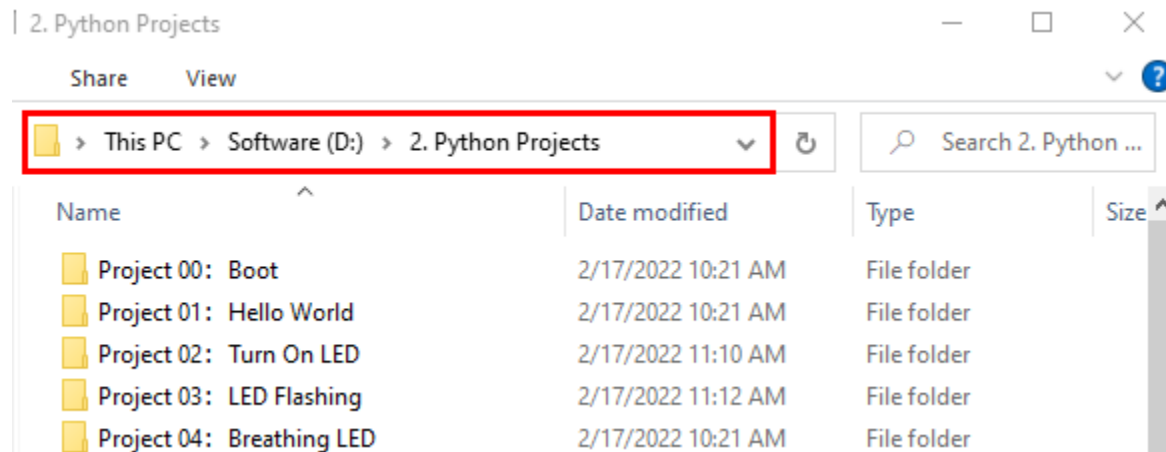 2. Python Projects
Share View
This PC > Software (D:) > 2. Python Projects
Search 2. Python ...
Name Date modified Type Size
Project 00：Boot 2/17/2022 10:21 AM File folder
Project 01：Hello World 2/17/2022 10:21 AM File folder
Project 02：Turn On LED 2/17/2022 11:10 AM File folder
Project 03：LED Flashing 2/17/2022 11:12 AM File folder
Project 04：Breathing LED 2/17/2022 10:21 AM File folder